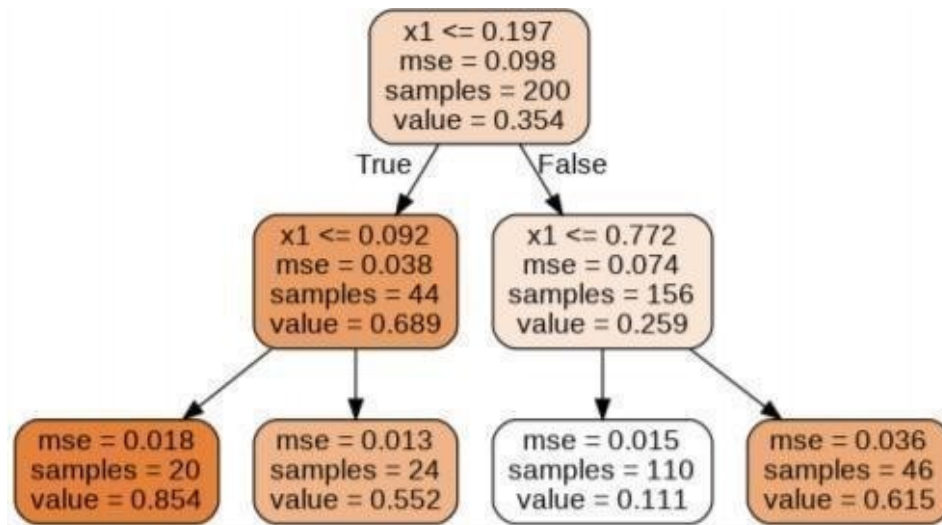 x1 <= 0.197
mse = 0.098
samples = 200
value = 0.354
True
False
x1 <= 0.092
mse = 0.038
samples = 44
value = 0.689
x1 <= 0.772
mse = 0.074
samples = 156
value = 0.259
mse = 0.018
samples = 20
value = 0.854
mse = 0.013
samples = 24
value = 0.552
mse = 0.015
samples = 110
value = 0.111
mse = 0.036
samples = 46
value = 0.615